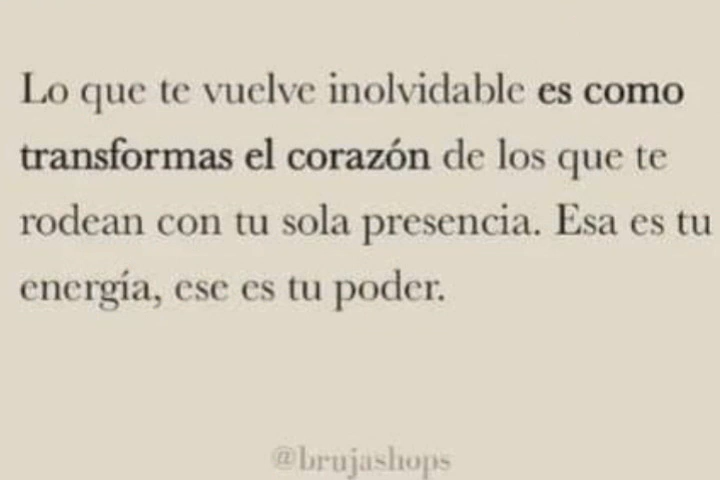 Lo que te vuelve inolvidable es como
transformas el corazón de los que te
rodean con tu sola presencia. Esa es tu
energía, ese es tu poder.
@brujashops